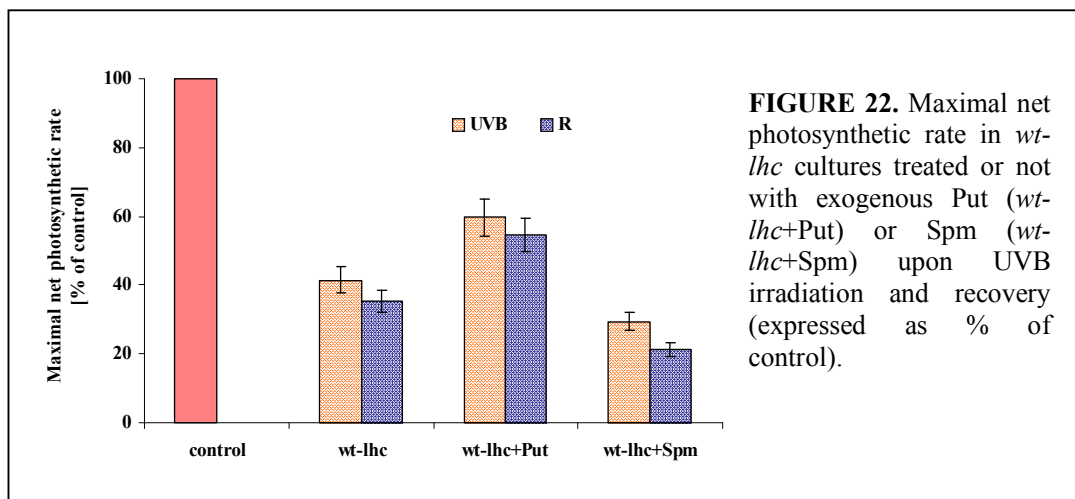 100
80
60
40
20
0
Maximal net photosynthetic rate
[% of control]
UVB R
control wt-lhc wt-lhc+Put wt-lhc+Spm
FIGURE 22. Maximal net
photosynthetic rate in wt-
lhc cultures treated or not
with exogenous Put (wt-
lhc+Put) or Spm (wt-
lhc+Spm) upon UVB
irradiation and recovery
(expressed as % of
control).